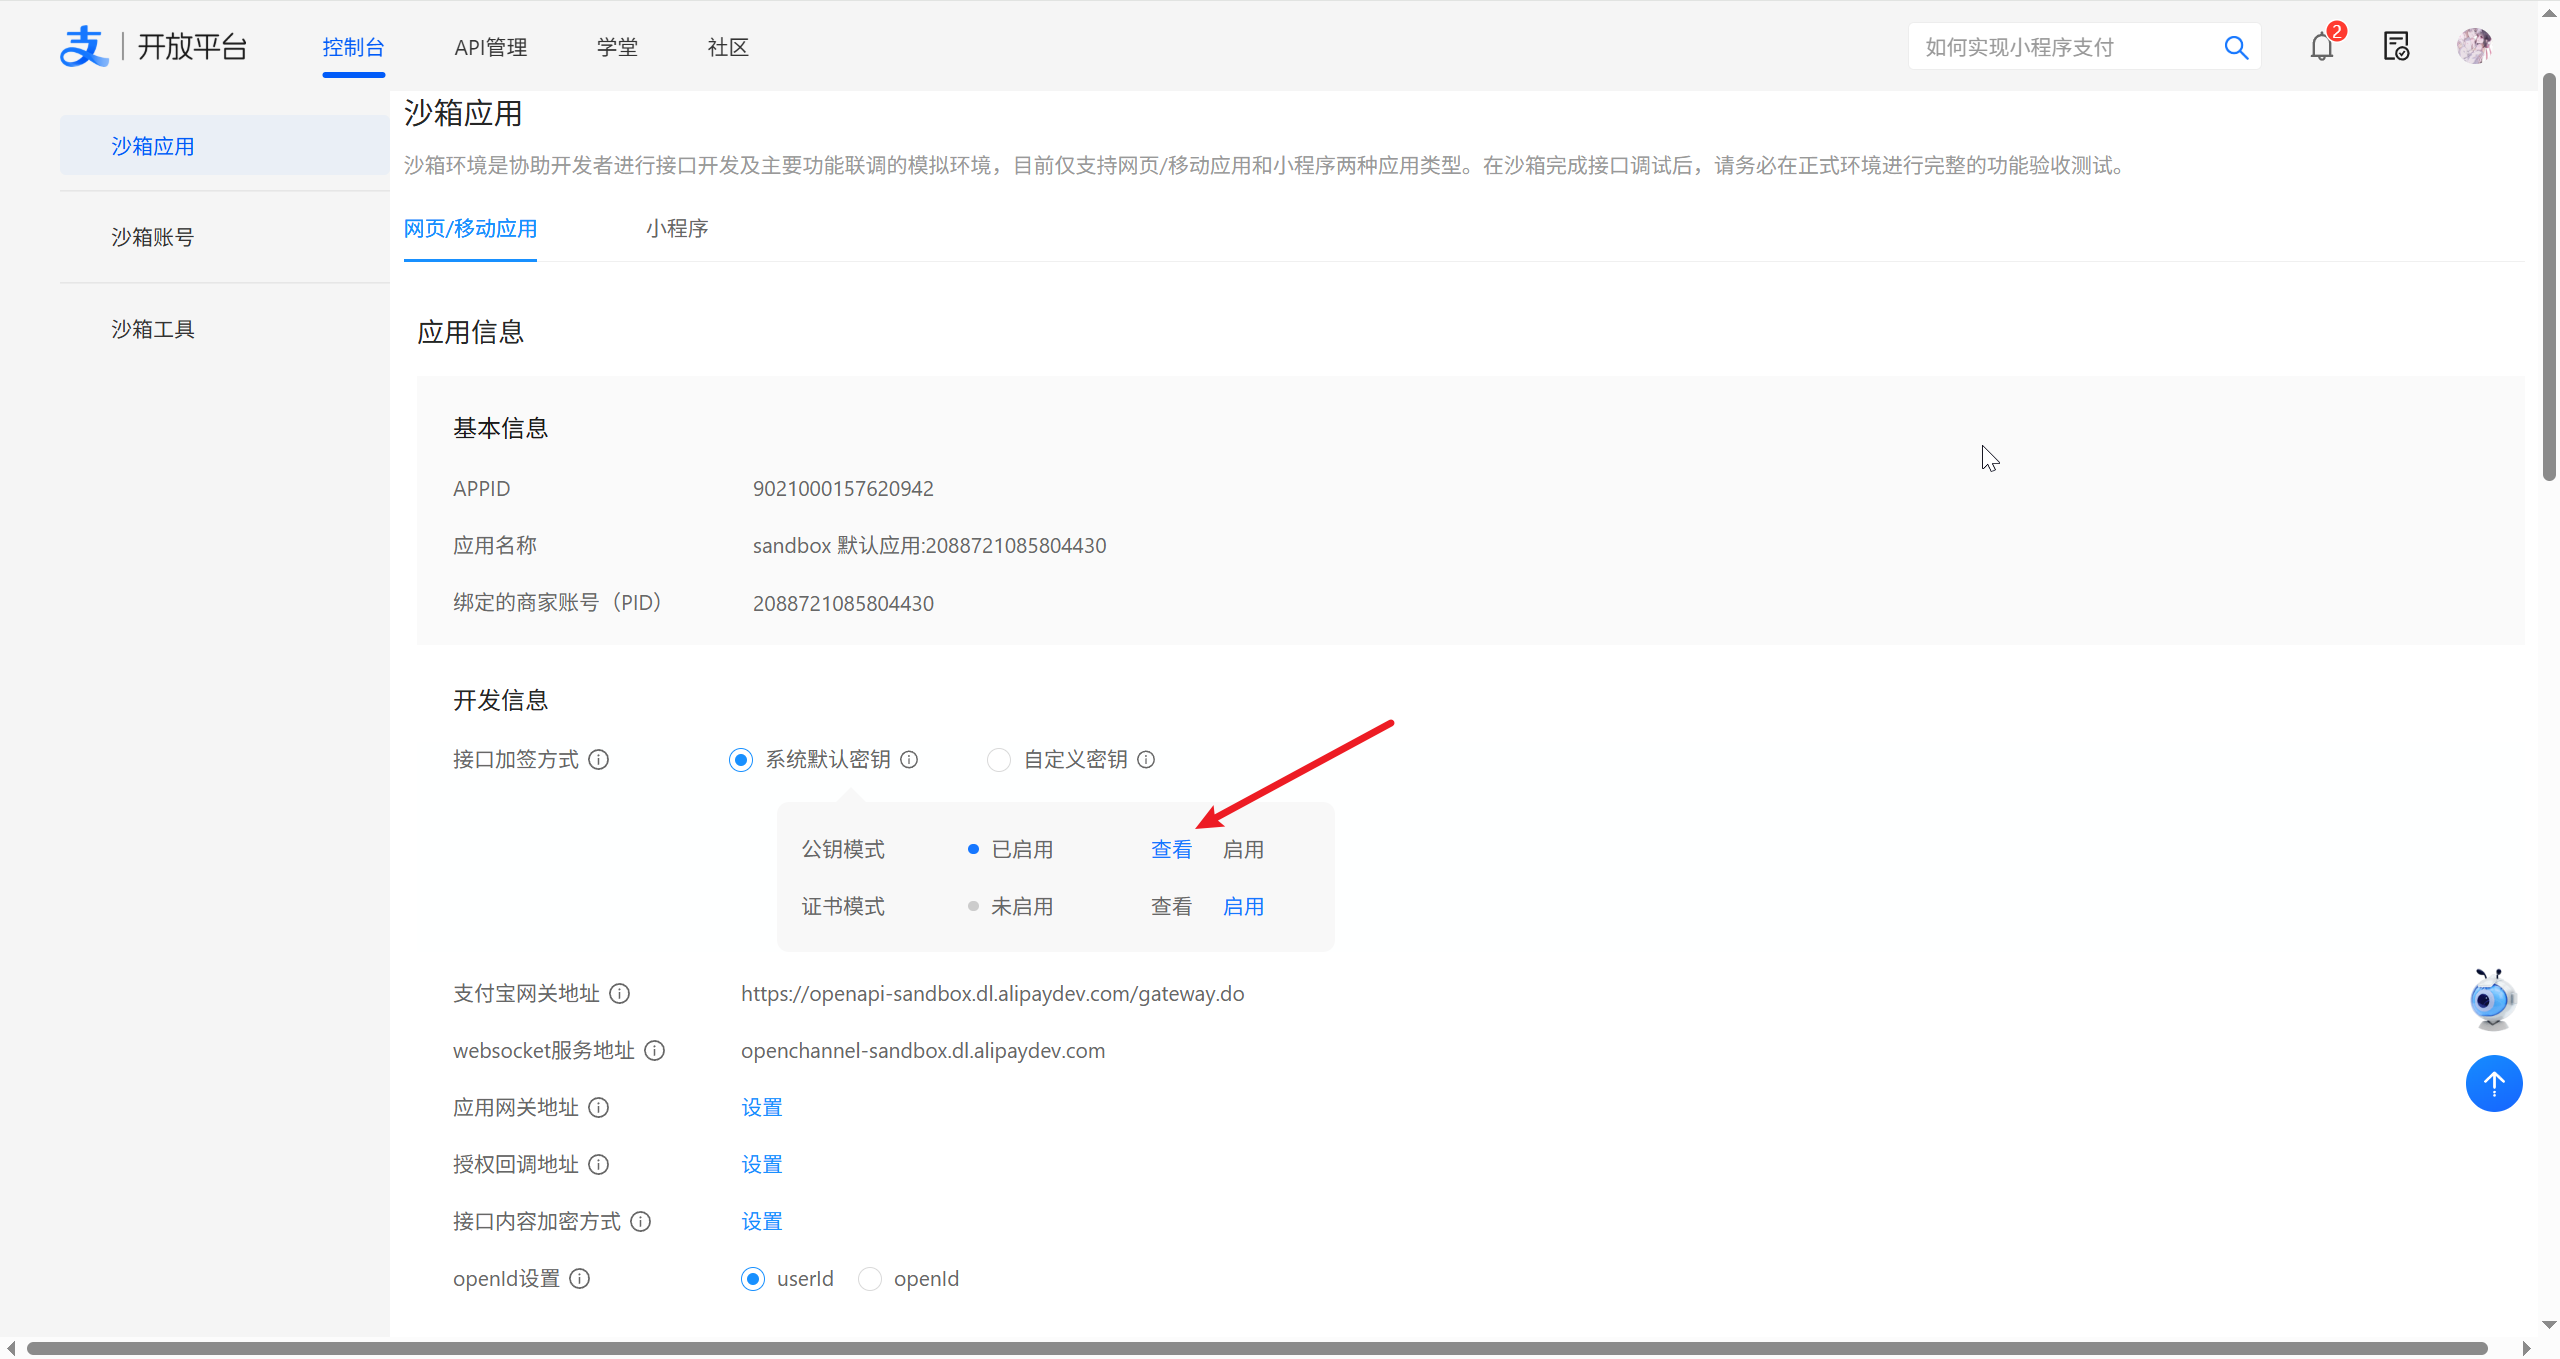 支 开放平台 控制台 API管理 学堂 社区 如何实现小程序支付 2
沙箱应用
沙箱账号
沙箱工具
沙箱应用
沙箱环境是协助开发者进行接口开发及主要功能联调的模拟环境，目前仅支持网页/移动应用和小程序两种应用类型。在沙箱完成接口调试后，请务必在正式环境进行完整的功能验收测试。
网页/移动应用 小程序
应用信息
基本信息
APPID 9021000157620942
应用名称 sandbox 默认应用:2088721085804430
绑定的商家账号（PID） 2088721085804430
开发信息
接口加签方式 系统默认密钥 自定义密钥
公钥模式 已启用 查看 启用
证书模式 未启用 查看 启用
支付宝网关地址 https://openapi-sandbox.dl.alipaydev.com/gateway.do
websocket服务地址 openchannel-sandbox.dl.alipaydev.com
应用网关地址 设置
授权回调地址 设置
接口内容加密方式 设置
openId设置 userId openId